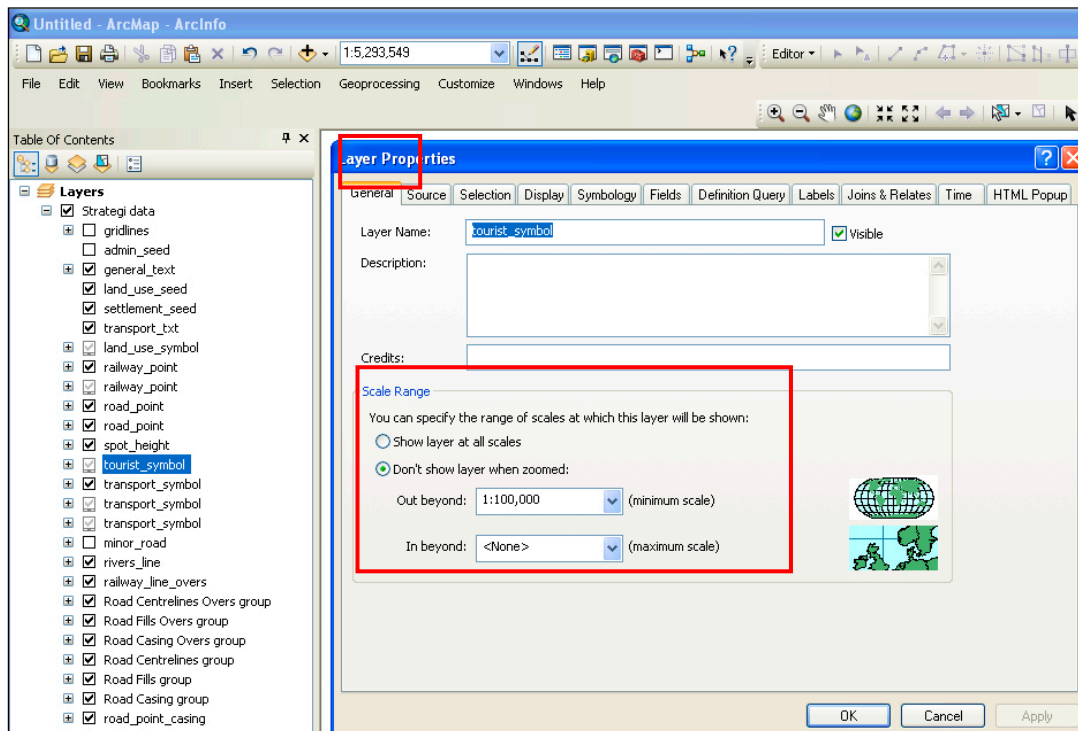 Untitled - ArcMap - ArcInfo
1:5,293,549
Editor
File Edit View Bookmarks Insert Selection Geoprocessing Customize Windows Help
Table Of Contents
Layers
Strategi data
gridlines
admin_seed
general_text
land_use_seed
settlement_seed
transport_txt
land_use_symbol
railway_point
railway_point
road_point
road_point
spot_height
tourist_symbol
transport_symbol
transport_symbol
transport_symbol
minor_road
rivers_line
railway_line_overs
Road Centrelines Overs group
Road Fills Overs group
Road Casing Overs group
Road Centrelines group
Road Fills group
Road Casing group
road_point_casing
Layer Properties
General Source Selection Display Symbology Fields Definition Query Labels Joins & Relates Time HTML Popup
Layer Name: tourist_symbol Visible
Description:
Credits:
Scale Range
You can specify the range of scales at which this layer will be shown:
Show layer at all scales
Don't show layer when zoomed:
Out beyond: 1:100,000 (minimum scale)
In beyond: <None> (maximum scale)
OK Cancel Apply